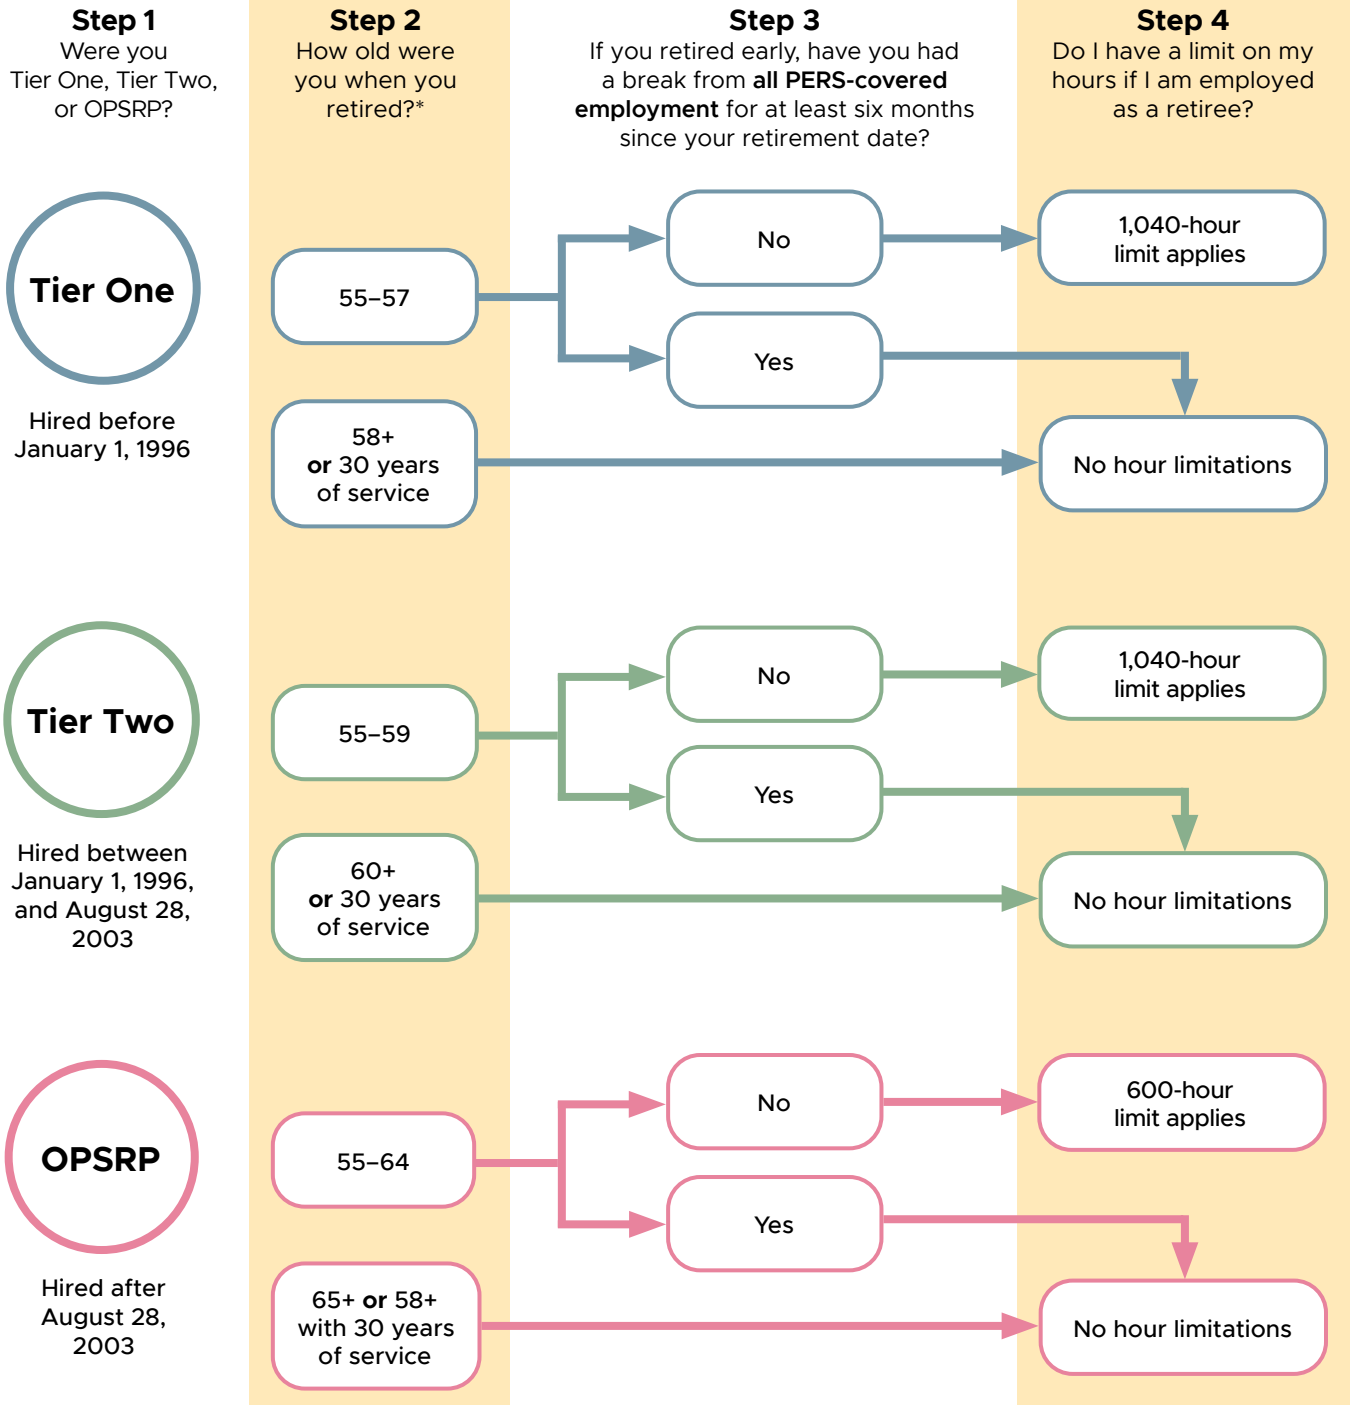 Step 1
Were you
Tier One, Tier Two,
or OPSRP?
Step 2
How old were
you when you
retired?*
Step 3
If you retired early, have you had
a break from all PERS-covered
employment for at least six months
since your retirement date?
Step 4
Do I have a limit on my
hours if I am employed
as a retiree?
Tier One
Hired before
January 1, 1996
55–57
No
1,040-hour
limit applies
Yes
58+
or 30 years
of service
No hour limitations
Tier Two
Hired between
January 1, 1996,
and August 28,
2003
55–59
No
1,040-hour
limit applies
Yes
60+
or 30 years
of service
No hour limitations
OPSRP
Hired after
August 28,
2003
55–64
No
600-hour
limit applies
Yes
65+ or 58+
with 30 years
of service
No hour limitations